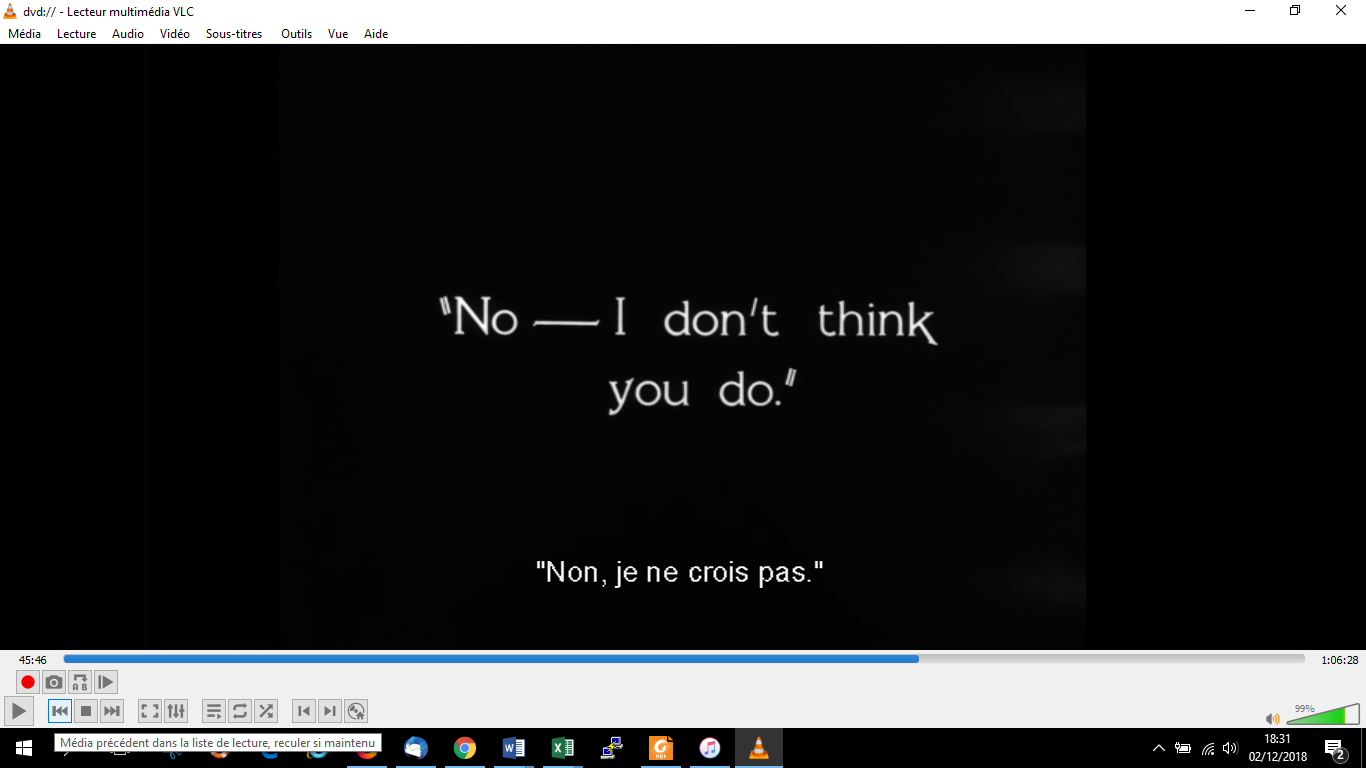 dvd:// - Lecteur multimédia VLC
Média Lecture Audio Vidéo Sous-titres Outils Vue Aide
"No — I don't think
you do."
"Non, je ne crois pas."
45:46
1:06:28
A B
99%
Média précédent dans la liste de lecture, reculer si maintenu
W
X
PDF
18:31
02/12/2018
2